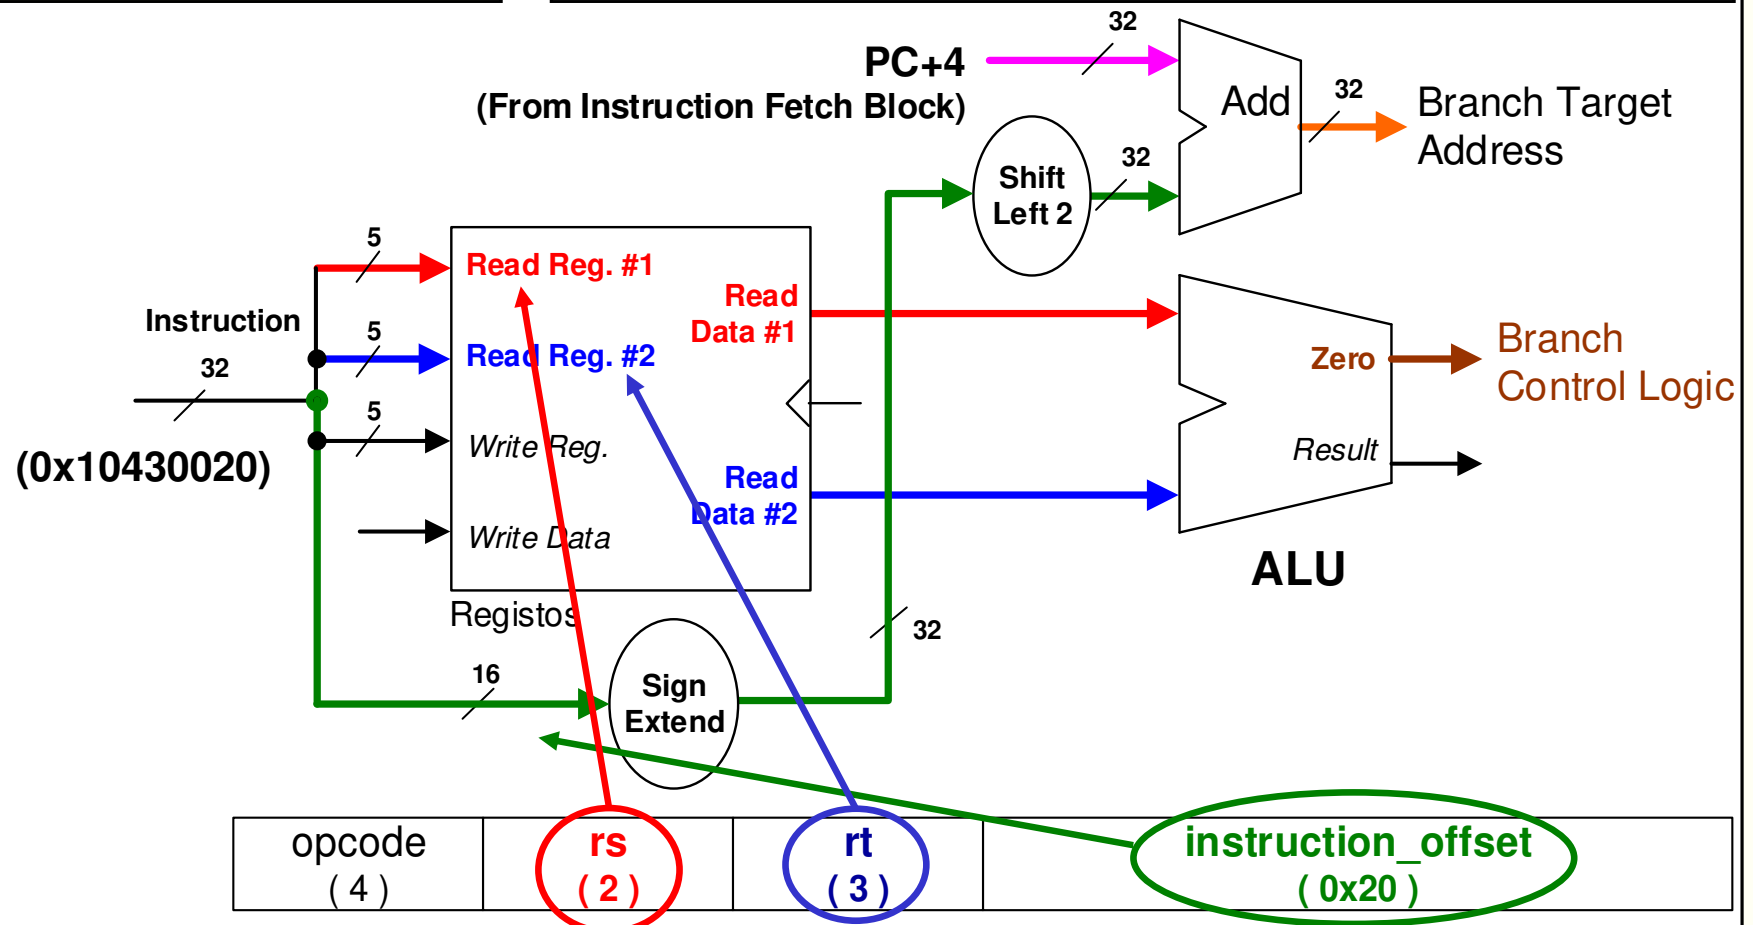 32
PC+4
(From Instruction Fetch Block)
Add
32
Branch Target
Address
Shift
Left 2
32
5
Read Reg. #1
Read
Data #1
Instruction
32
5
Read Reg. #2
Zero
Branch
Control Logic
5
Write Reg.
Result
(0x10430020)
Read
Data #2
Write Data
ALU
Registos
32
16
Sign
Extend
opcode
( 4 )
rs
( 2 )
rt
( 3 )
instruction_offset
( 0x20 )